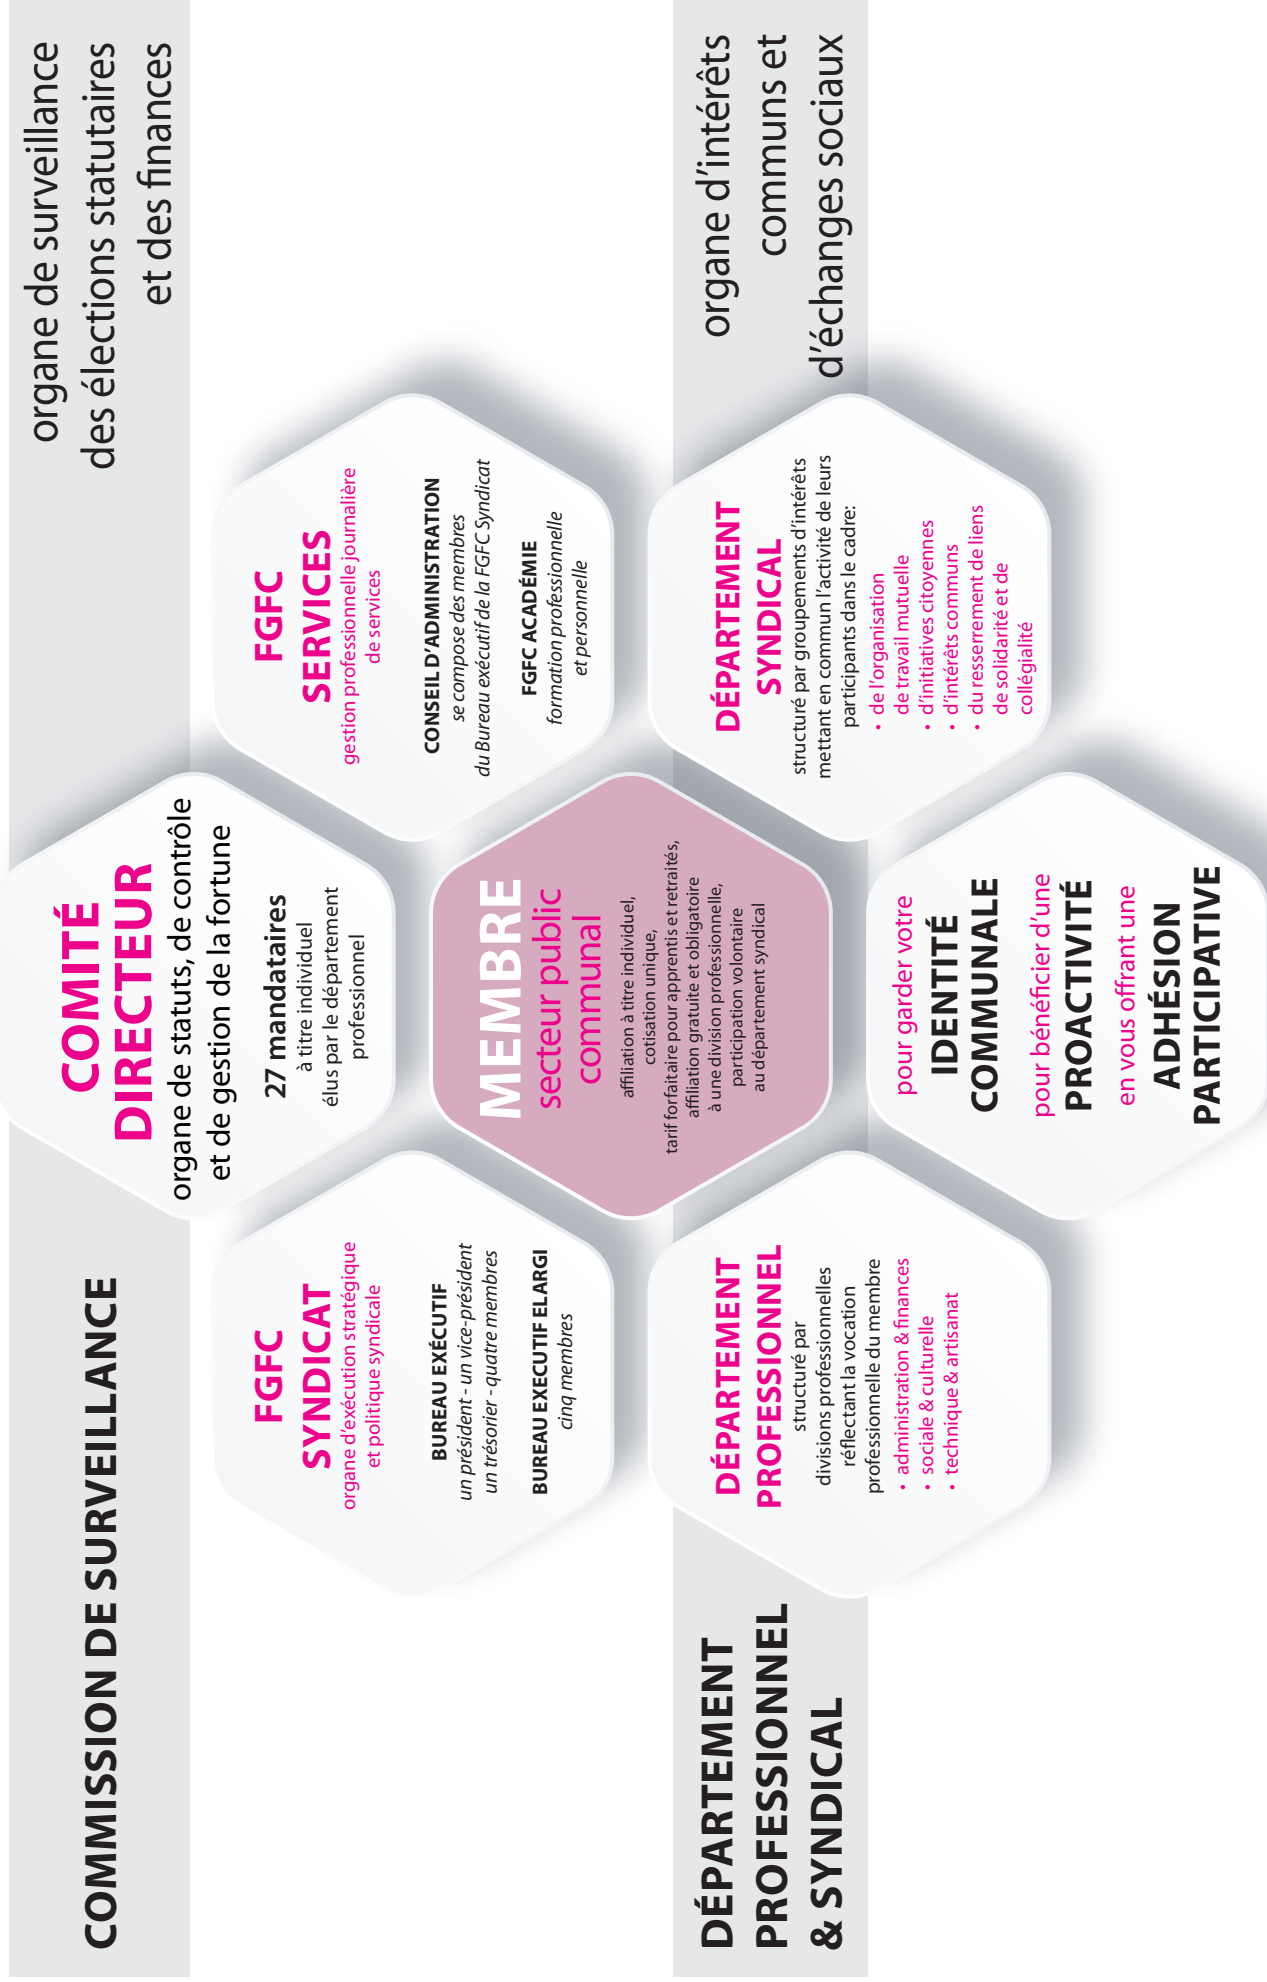 COMMISSION DE SURVEILLANCE
organe de surveillance
des élections statutaires
et des finances
COMITÉ
DIRECTEUR
organe de statuts, de contrôle
et de gestion de la fortune
27 mandataires
à titre individuel
élus par le département
professionnel
FGFC
SYNDICAT
organe d'exécution stratégique
et politique syndicale
BUREAU EXÉCUTIF
un président - un vice-président
un trésorier - quatre membres
BUREAU EXECUTIF ELARGI
cinq membres
FGFC
SERVICES
gestion professionnelle journalière
de services
CONSEIL D'ADMINISTRATION
se compose des membres
du Bureau exécutif de la FGFC Syndicat
FGFC ACADÉMIE
formation professionnelle
et personnelle
MEMBRE
secteur public
communal
affiliation à titre individuel,
cotisation unique,
tarif forfaitaire pour apprentis et retraités,
affiliation gratuite et obligatoire
à une division professionnelle,
participation volontaire
au département syndical
DÉPARTEMENT
PROFESSIONNEL
& SYNDICAL
DÉPARTEMENT
PROFESSIONNEL
structuré par
divisions professionnelles
réflectant la vocation
professionnelle du membre
• administration & finances
• sociale & culturelle
• technique & artisanat
DÉPARTEMENT
SYNDICAL
structuré par groupements d'intérêts
mettant en commun l'activité de leurs
participants dans le cadre:
• de l'organisation
de travail mutuelle
• d'initiatives citoyennes
• d'intérêts communs
• du resserrement de liens
de solidarité et de
collégialité
organe d'intérêts
communs et
d'échanges sociaux
pour garder votre
IDENTITÉ
COMMUNALE
pour bénéficier d'une
PROACTIVITÉ
en vous offrant une
ADHÉSION
PARTICIPATIVE